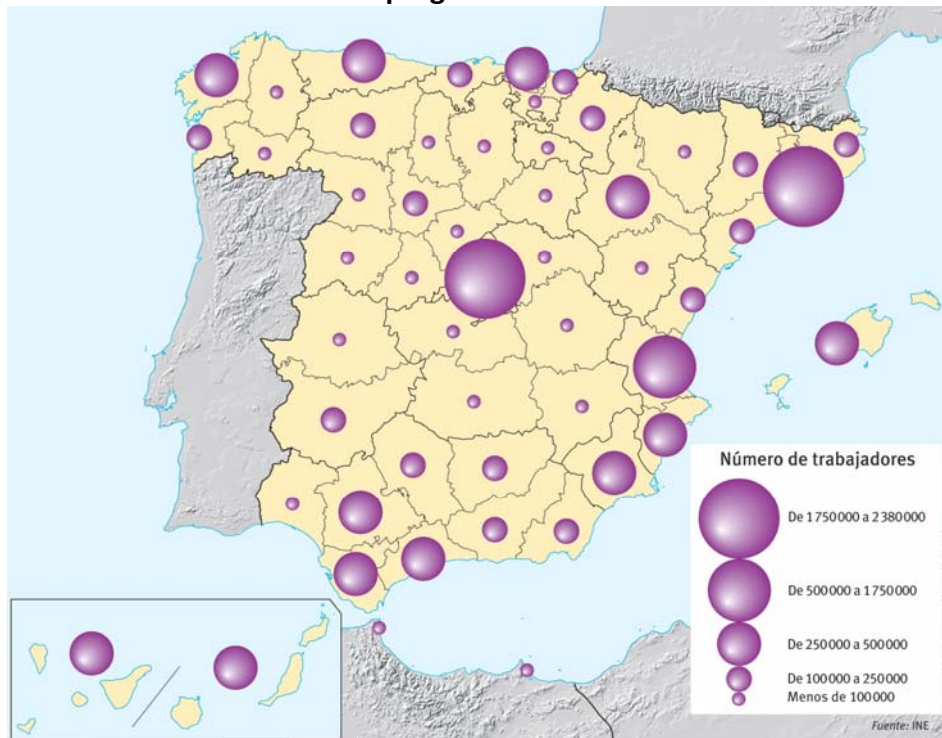 Número de trabajadores
De 1750000 a 2380000
De 500000 a 1750000
De 250000 a 500000
De 100000 a 250000
Menos de 100000
Fuente: INE